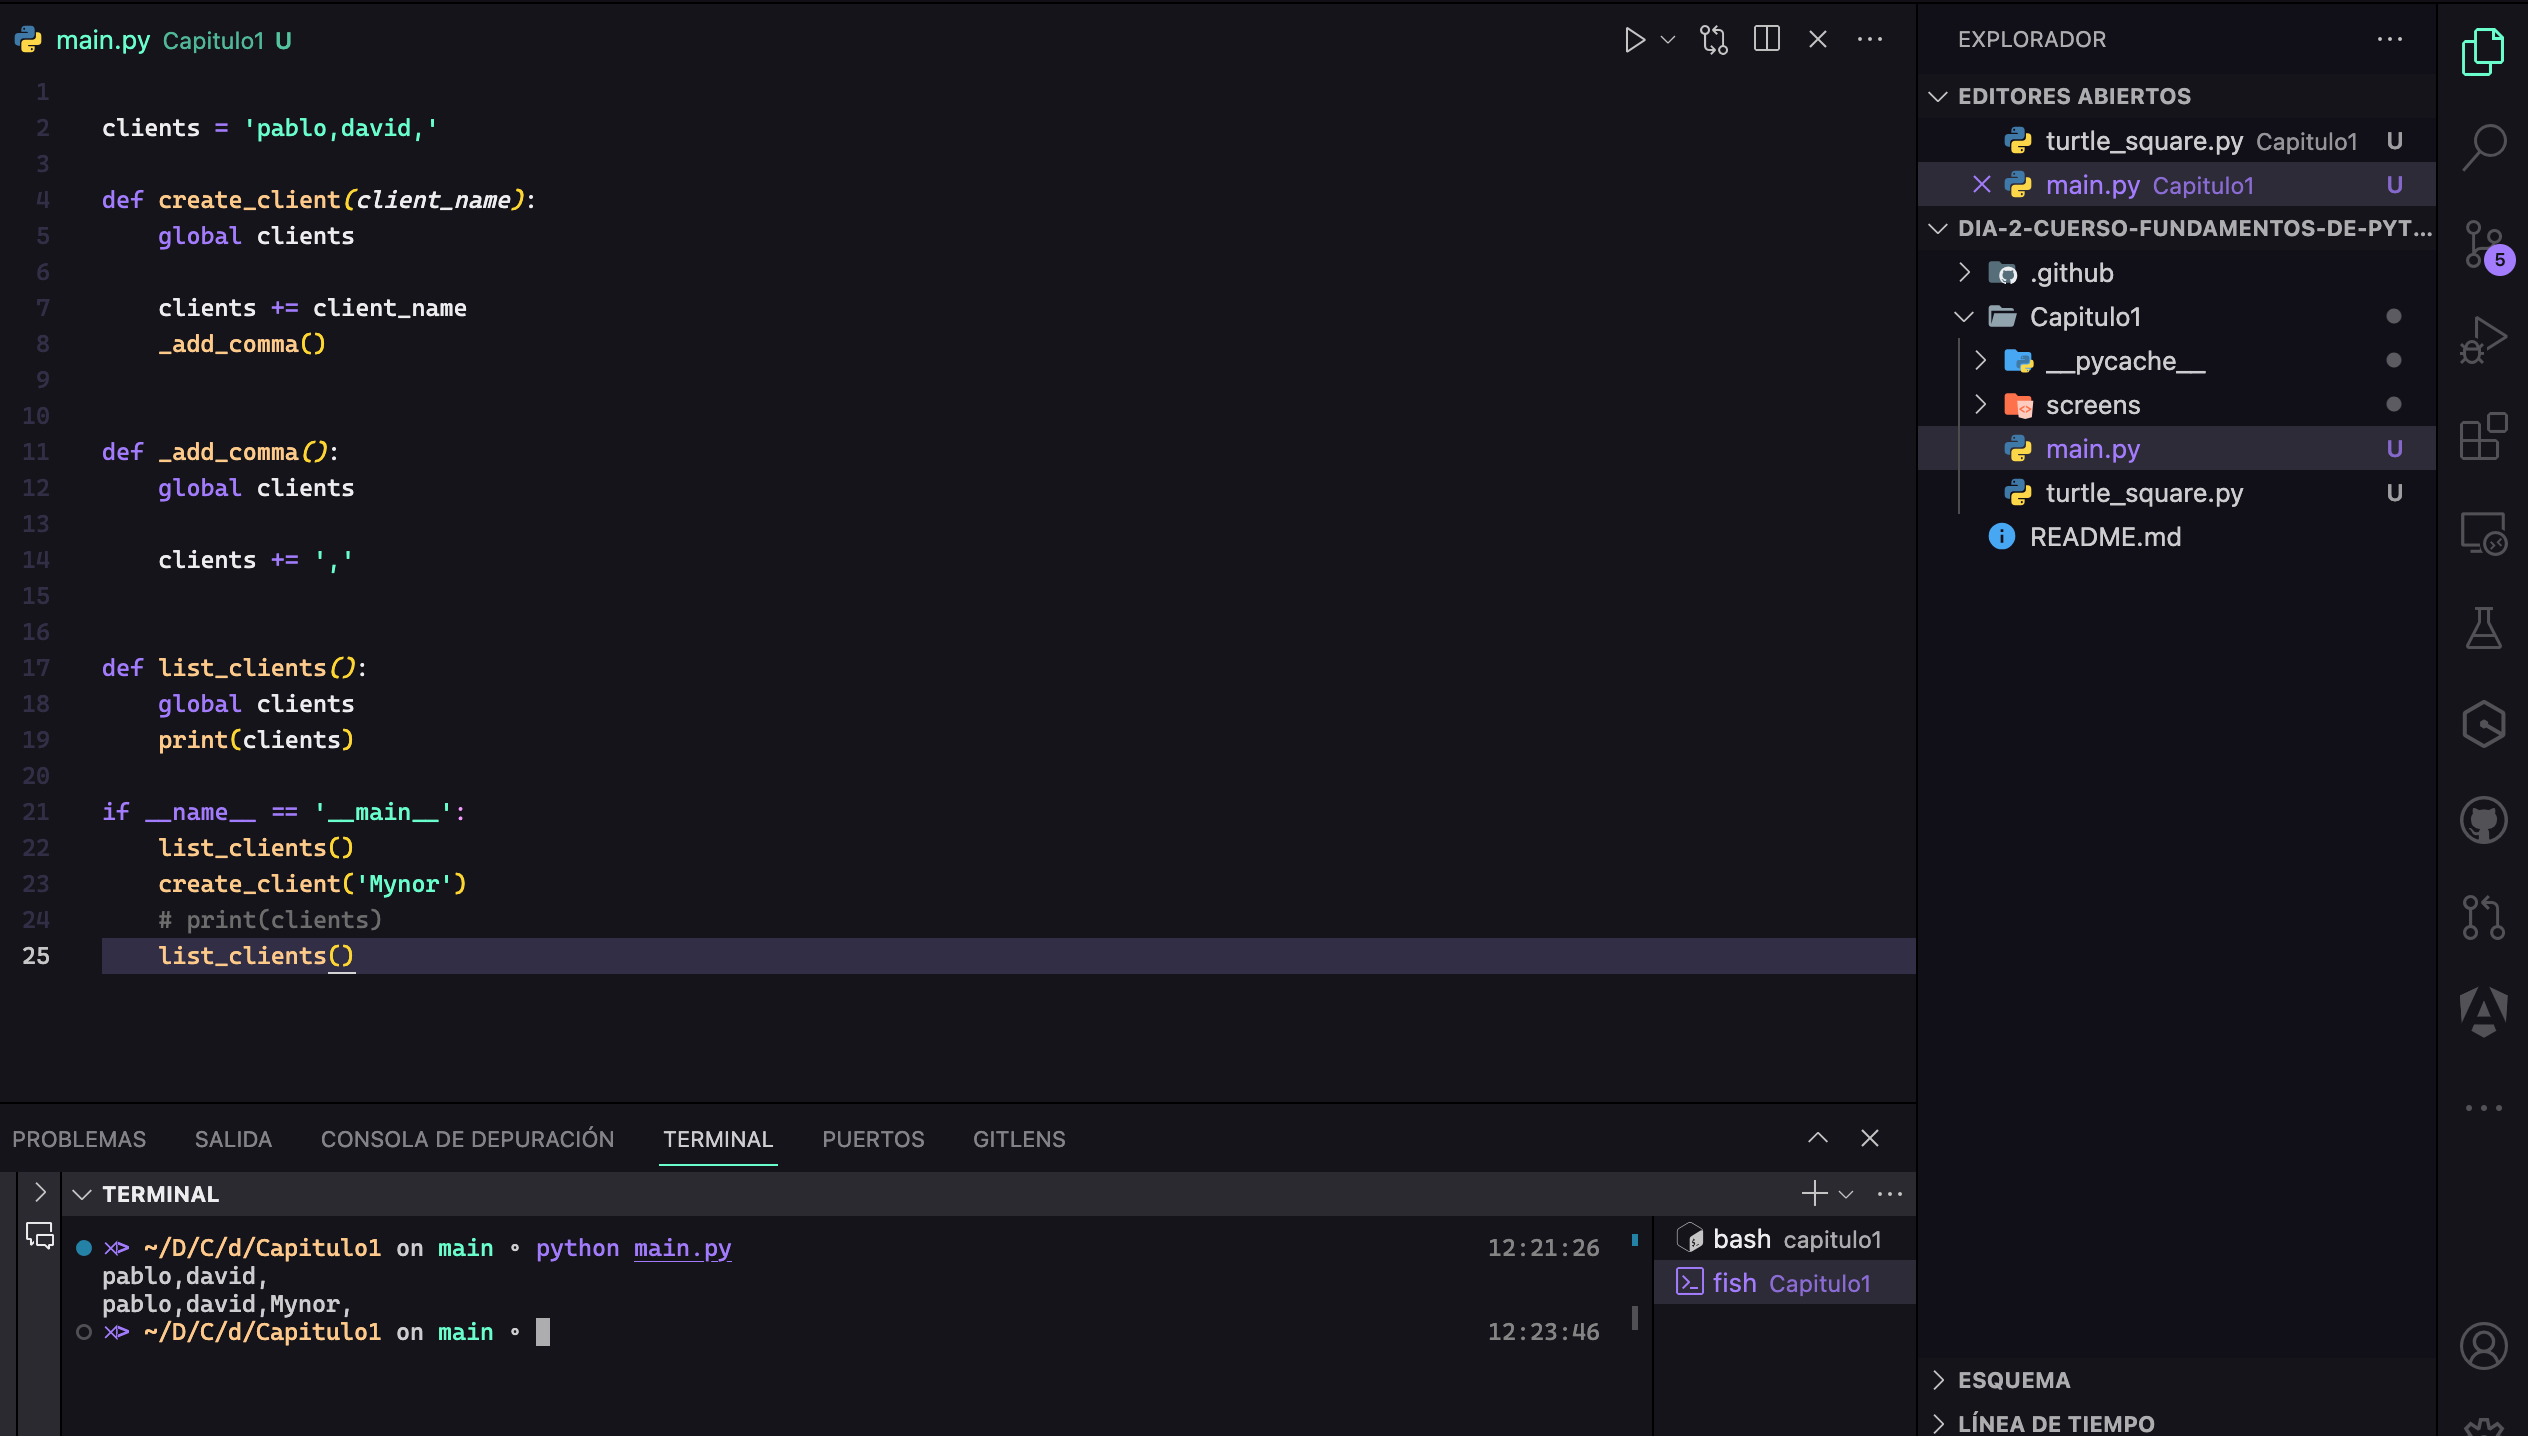 main.py Capitulo1 U
1
2 clients = 'pablo,david,'
3
4 def create_client(client_name):
5     global clients
6
7     clients += client_name
8     _add_comma()
9
10
11 def _add_comma():
12     global clients
13
14     clients += ','
15
16
17 def list_clients():
18     global clients
19     print(clients)
20
21 if __name__ == '__main__':
22     list_clients()
23     create_client('Mynor')
24     # print(clients)
25     list_clients()
PROBLEMAS SALIDA CONSOLA DE DEPURACIÓN TERMINAL PUERTOS GITLENS
TERMINAL
~/D/C/d/Capitulo1 on main python main.py 12:21:26
pablo,david,
pablo,david,Mynor,
~/D/C/d/Capitulo1 on main 12:23:46
bash capitulo1
fish Capitulo1
EXPLORADOR
EDITORES ABIERTOS
turtle_square.py Capitulo1 U
main.py Capitulo1 U
DIA-2-CUERSO-FUNDAMENTOS-DE-PYT...
.github
Capitulo1
__pycache__
screens
main.py U
turtle_square.py U
README.md
ESQUEMA
LÍNEA DE TIEMPO
5